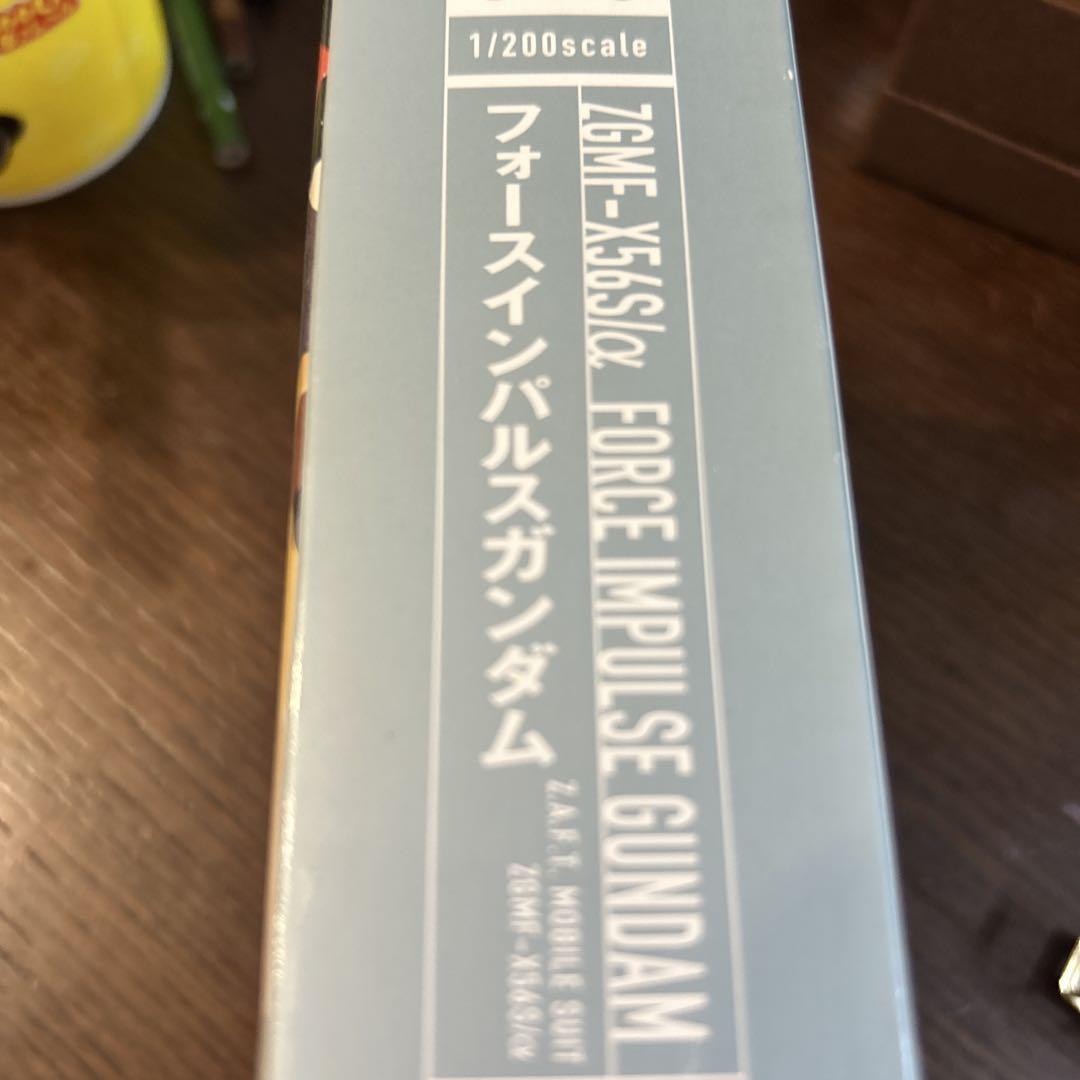 1/200scale
ZGMF-X56S/α FORCE IMPULSE GUNDAM
フォースインパルスガンダム
Z.A.F.T. MOBILE SUIT
ZGMF-X56S/α